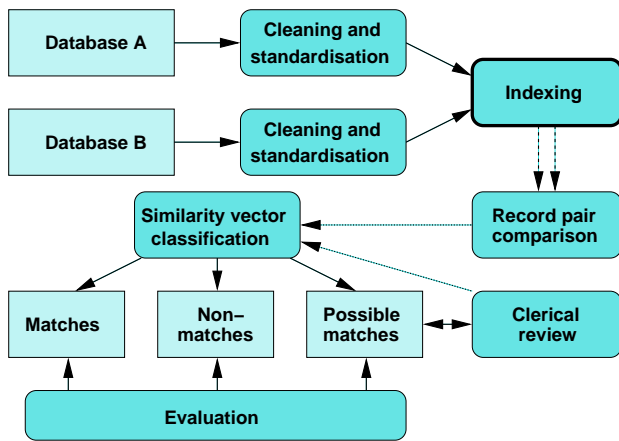 Database A
Cleaning and
standardisation
Indexing
Database B
Cleaning and
standardisation
Similarity vector
classification
Record pair
comparison
Matches
Non–
matches
Possible
matches
Clerical
review
Evaluation